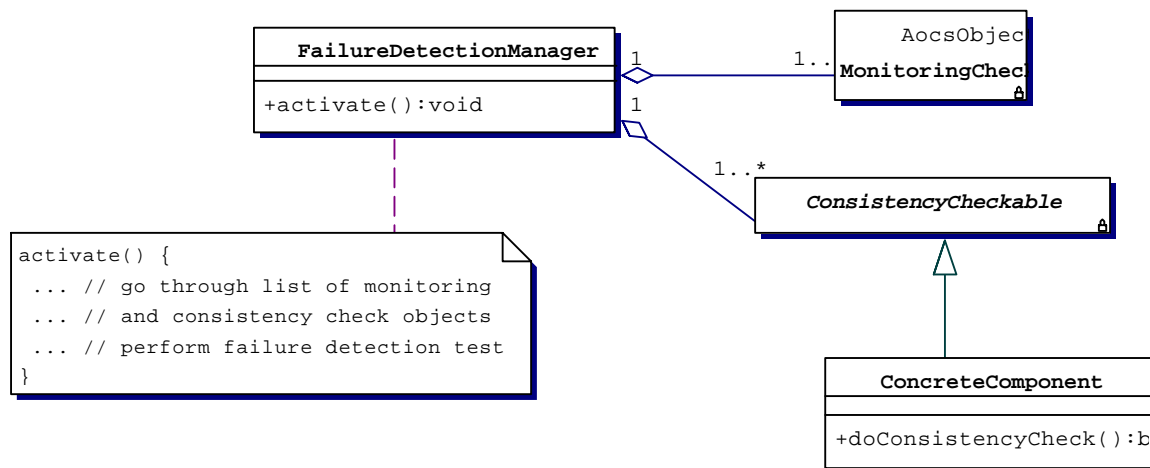 FailureDetectionManager
+activate():void
1
1..
AocsObjec
MonitoringChec
1
1..*
ConsistencyCheckable
activate() {
... // go through list of monitoring
... // and consistency check objects
... // perform failure detection test
}
ConcreteComponent
+doConsistencyCheck():b